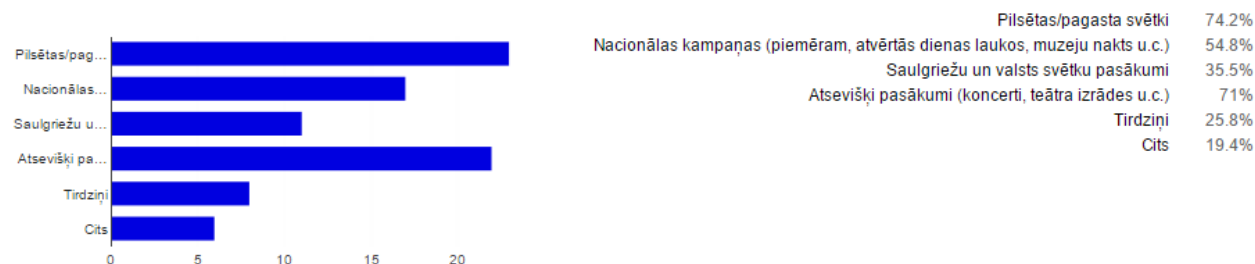 Pilsētas/pag...
Nacionālas...
Saulgriežu u...
Atsevišķi pa...
Tirdziņi
Cits
0 5 10 15 20
Pilsētas/pagasta svētki 74.2%
Nacionālas kampaņas (piemēram, atvērtās dienas laukos, muzeju nakts u.c.) 54.8%
Saulgriežu un valsts svētku pasākumi 35.5%
Atsevišķi pasākumi (koncerti, teātra izrādes u.c.) 71%
Tirdziņi 25.8%
Cits 19.4%